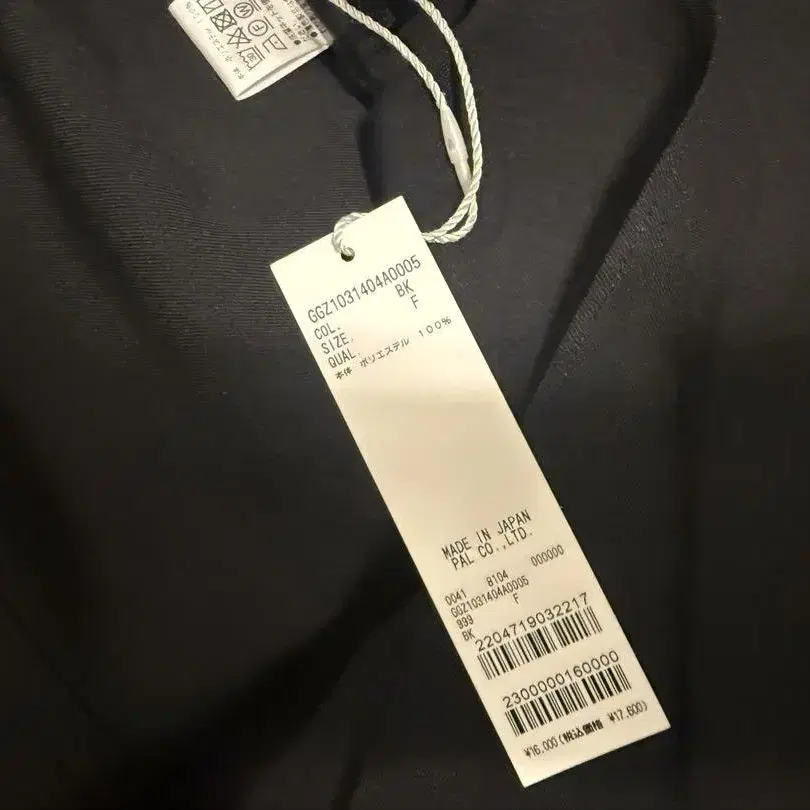 GGZ1031404A0005
COL. BK
SIZE. F
QUAL.
本体 ポリエステル 100%
MADE IN JAPAN
PAL CO.,LTD.
0041 8104 000000
GGZ1031404A0005
999 F
BK
2204719032217
2300000160000
¥16,000(税込価格 ¥17,600)